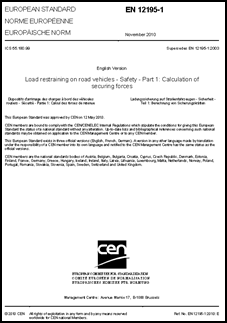 EUROPEAN STANDARD
EN 12195-1
NORME EUROPÉENNE
EUROPÄISCHE NORM
November 2010
ICS 55.180.99
Supersedes EN 12195-1:2003
English Version
Load restraining on road vehicles - Safety - Part 1: Calculation of
securing forces
Dispositifs d'arrimage des charges à bord des véhicules
routiers - Sécurité - Partie 1: Calcul des forces de retenue
Ladungssicherung auf Straßenfahrzeugen - Sicherheit -
Teil 1: Berechnung von Sicherungskräften
This European Standard was approved by CEN on 12 May 2010.
CEN members are bound to comply with the CEN/CENELEC Internal Regulations which stipulate the conditions for giving this European
Standard the status of a national standard without any alteration. Up-to-date lists and bibliographical references concerning such national
standards may be obtained on application to the CEN Management Centre or to any CEN member.
This European Standard exists in three official versions (English, French, German). A version in any other language made by translation
under the responsibility of a CEN member into its own language and notified to the CEN Management Centre has the same status as the
official versions.
CEN members are the national standards bodies of Austria, Belgium, Bulgaria, Croatia, Cyprus, Czech Republic, Denmark, Estonia,
Finland, France, Germany, Greece, Hungary, Iceland, Ireland, Italy, Latvia, Lithuania, Luxembourg, Malta, Netherlands, Norway, Poland,
Portugal, Romania, Slovakia, Slovenia, Spain, Sweden, Switzerland and United Kingdom.
cen
EUROPEAN COMMITTEE FOR STANDARDIZATION
COMITÉ EUROPÉEN DE NORMALISATION
EUROPÄISCHES KOMITEE FÜR NORMUNG
Management Centre: Avenue Marnix 17, B-1000 Brussels
© 2010 CEN
All rights of exploitation in any form and by any means reserved
worldwide for CEN national Members.
Ref. No. EN 12195-1:2010: E